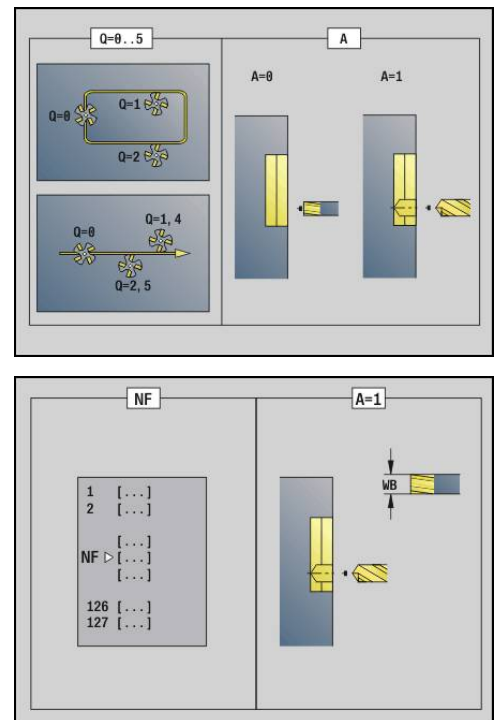 Q=0..5
A
Q=0
Q=1
Q=2
Q=0
Q=1, 4
Q=2, 5
A=0
A=1
NF
1 [...]
2 [...]
[...]
NF [...]
[...]
126 [...]
127 [...]
A=1
WB